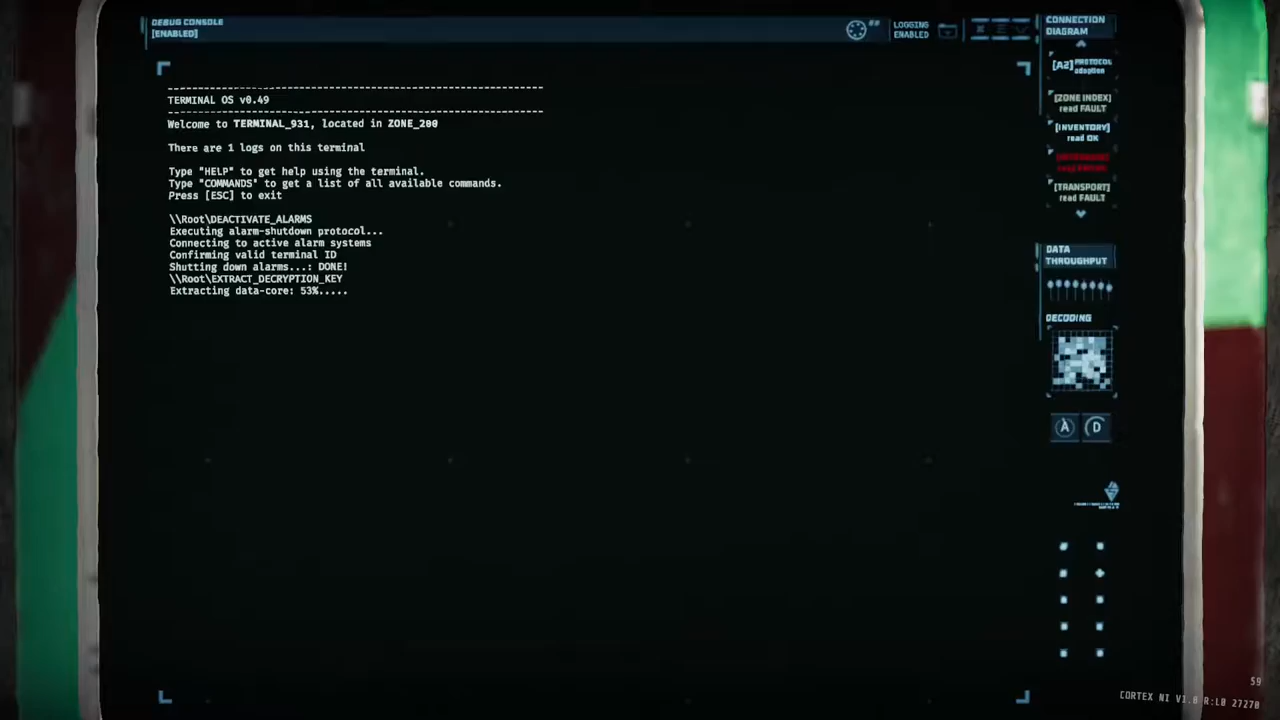 DEBUG CONSOLE
[ENABLED]
LOGGING
ENABLED
--------------------------------------------------------------
TERMINAL OS v0.49
--------------------------------------------------------------
Welcome to TERMINAL_931, located in ZONE_200
There are 1 logs on this terminal
Type "HELP" to get help using the terminal.
Type "COMMANDS" to get a list of all available commands.
Press [ESC] to exit
\\Root\DEACTIVATE_ALARMS
Executing alarm-shutdown protocol...
Connecting to active alarm systems
Confirming valid terminal ID
Shutting down alarms...: DONE!
\\Root\EXTRACT_DECRYPTION_KEY
Extracting data-core: 53%.....
CONNECTION
DIAGRAM
[A2] PROTOCOL
adaption
[ZONE INDEX]
read FAULT
[INVENTORY]
read OK
[TRANSPORT]
read FAULT
DATA
THROUGHPUT
DECODING
A D
59
CORTEX NI V1.0 R:L0 27270